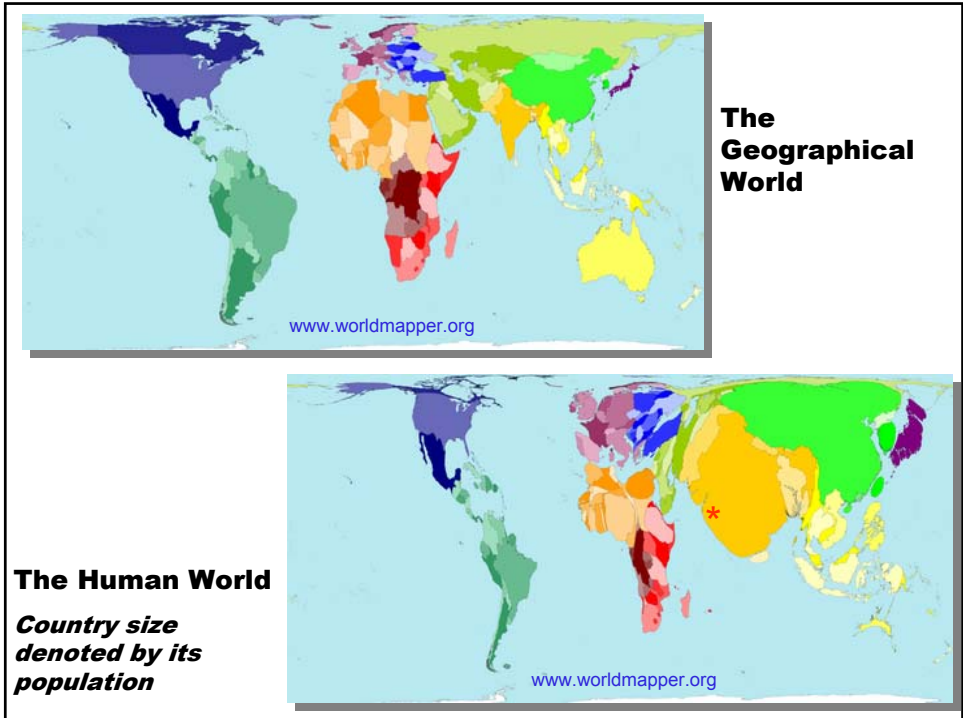 The
Geographical
World
www.worldmapper.org
The Human World
Country size
denoted by its
population
*
www.worldmapper.org